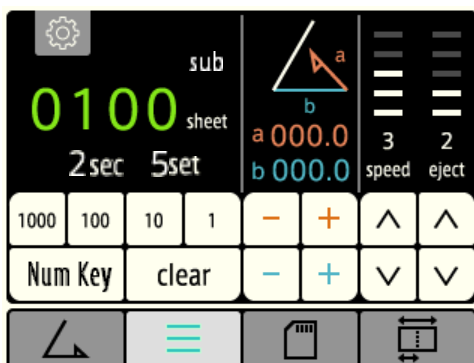 sub
0100 sheet
2sec 5set
a
b
a 000.0
b 000.0
3 2
speed eject
1000 100 10 1 - +
Num Key clear - +